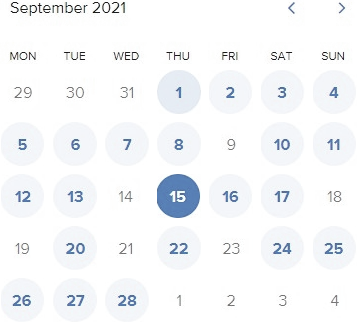 September 2021
MON TUE WED THU FRI SAT SUN
29 30 31 1 2 3 4
5 6 7 8 9 10 11
12 13 14 15 16 17 18
19 20 21 22 23 24 25
26 27 28 1 2 3 4